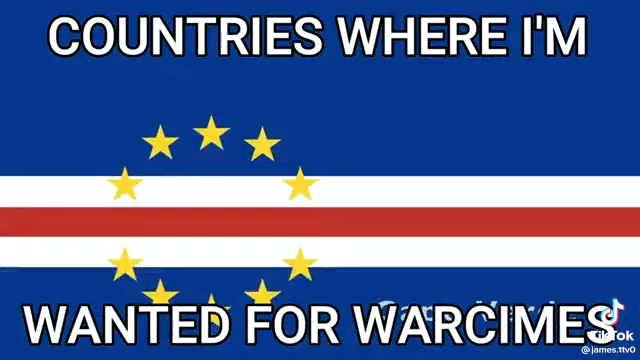 COUNTRIES WHERE I'M
WANTED FOR WARCIMES
TikTok
@james.ttv0